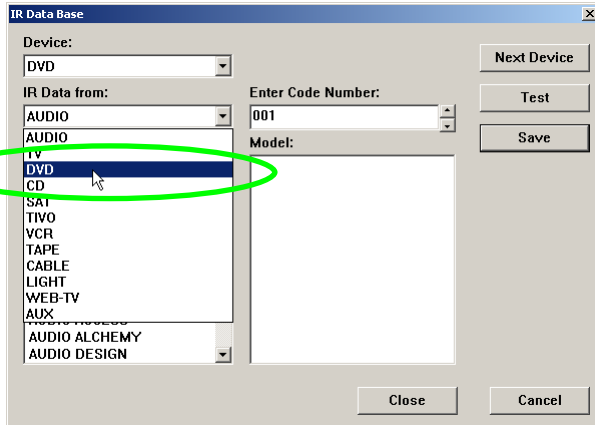 IR Data Base
Device:
DVD
Next Device
IR Data from:
Enter Code Number:
Test
AUDIO
001
Save
AUDIO
Model:
TV
DVD
CD
SAT
TIVO
VCR
TAPE
CABLE
LIGHT
WEB-TV
AUX
AUDIO ALCHEMY
AUDIO DESIGN
Close
Cancel